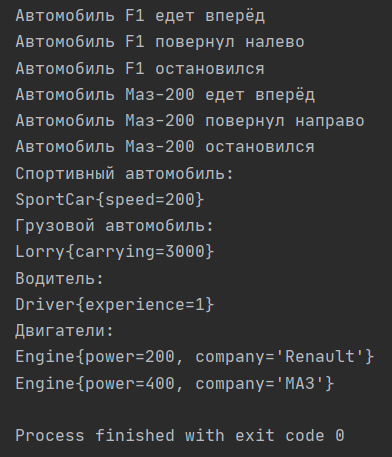 Автомобиль F1 едет вперёд
Автомобиль F1 повернул налево
Автомобиль F1 остановился
Автомобиль Маз-200 едет вперёд
Автомобиль Маз-200 повернул направо
Автомобиль Маз-200 остановился
Спортивный автомобиль:
SportCar{speed=200}
Грузовой автомобиль:
Lorry{carrying=3000}
Водитель:
Driver{experience=1}
Двигатели:
Engine{power=200, company='Renault'}
Engine{power=400, company='МАЗ'}
Process finished with exit code 0